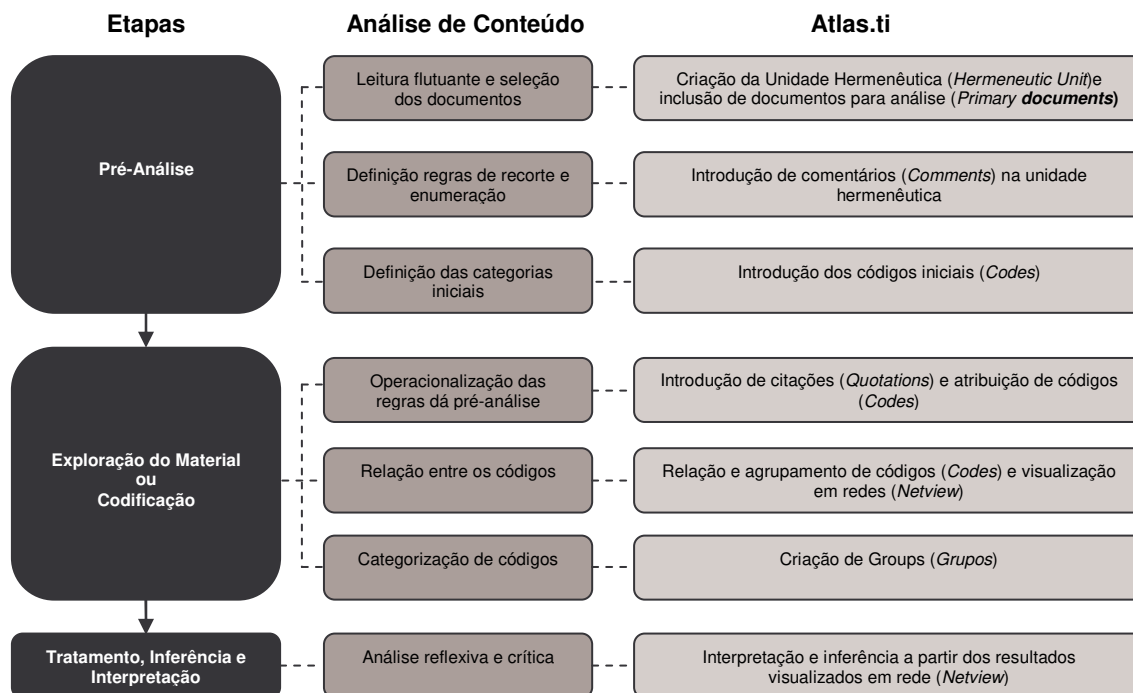 Etapas
Análise de Conteúdo
Atlas.ti
Pré-Análise
Leitura flutuante e seleção
dos documentos
Criação da Unidade Hermenêutica (Hermeneutic Unit)e
inclusão de documentos para análise (Primary documents)
Definição regras de recorte e
enumeração
Introdução de comentários (Comments) na unidade
hermenêutica
Definição das categorias
iniciais
Introdução dos códigos iniciais (Codes)
Exploração do Material
ou
Codificação
Operacionalização das
regras dá pré-análise
Introdução de citações (Quotations) e atribuição de códigos
(Codes)
Relação entre os códigos
Relação e agrupamento de códigos (Codes) e visualização
em redes (Netview)
Categorização de códigos
Criação de Groups (Grupos)
Tratamento, Inferência e
Interpretação
Análise reflexiva e crítica
Interpretação e inferência a partir dos resultados
visualizados em rede (Netview)